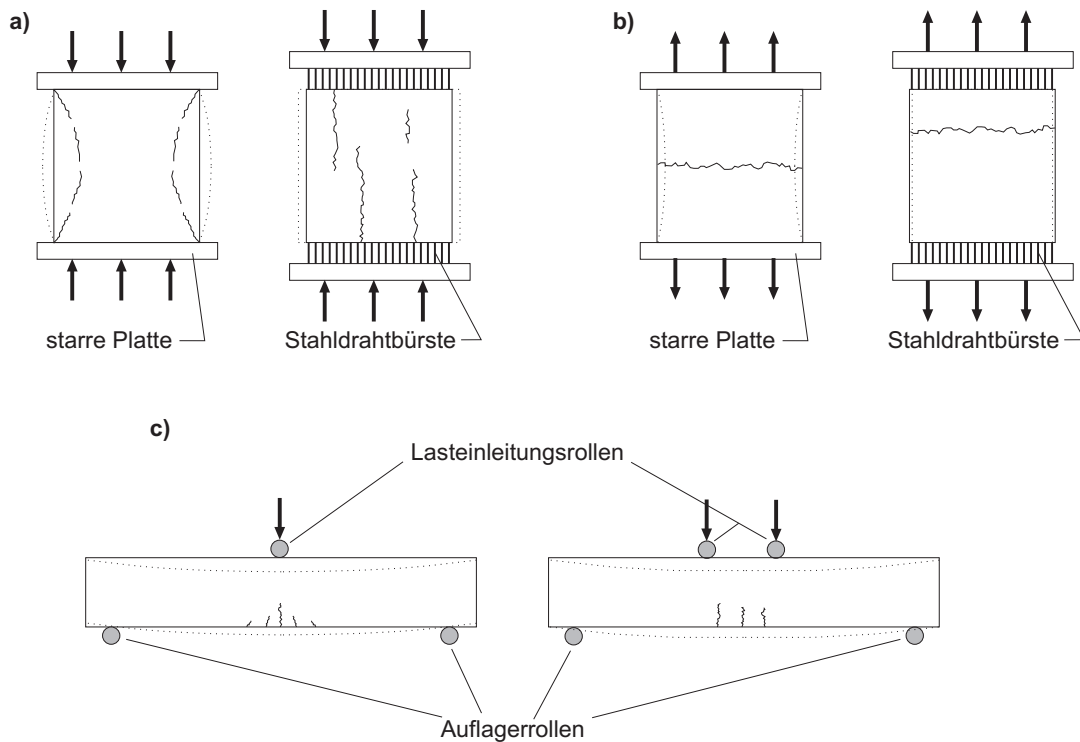 a)
b)
starre Platte
Stahldrahtbürste
starre Platte
Stahldrahtbürste
c)
Lasteinleitungsrollen
Auflagerrollen